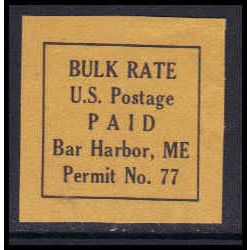 BULK RATE
U.S. Postage
PAID
Bar Harbor, ME
Permit No. 77